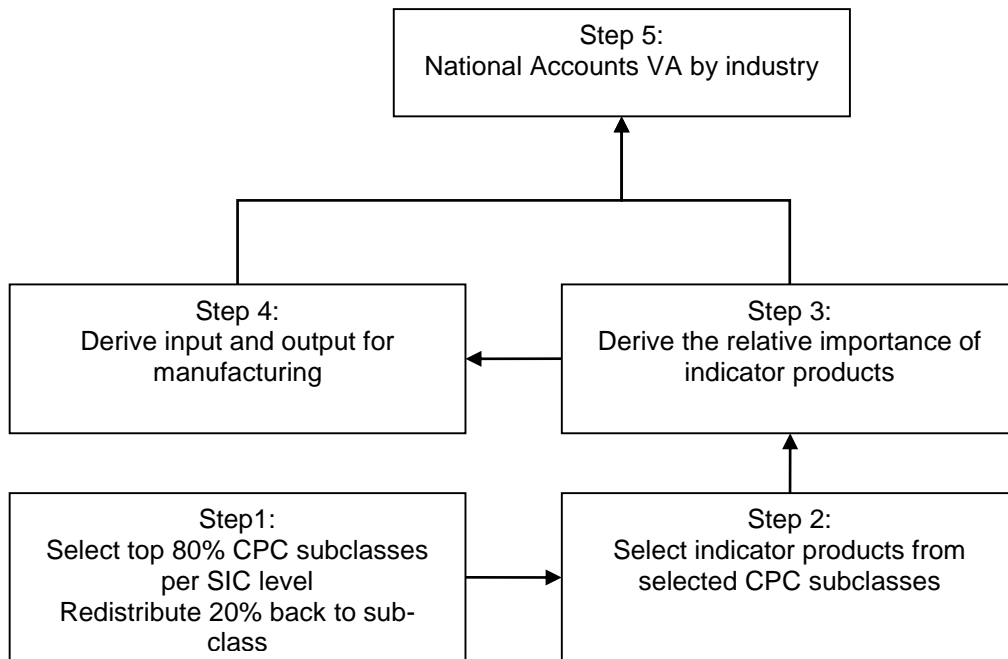 Step 5:
National Accounts VA by industry
Step 4:
Derive input and output for
manufacturing
Step 3:
Derive the relative importance of
indicator products
Step1:
Select top 80% CPC subclasses
per SIC level
Redistribute 20% back to sub-
class
Step 2:
Select indicator products from
selected CPC subclasses